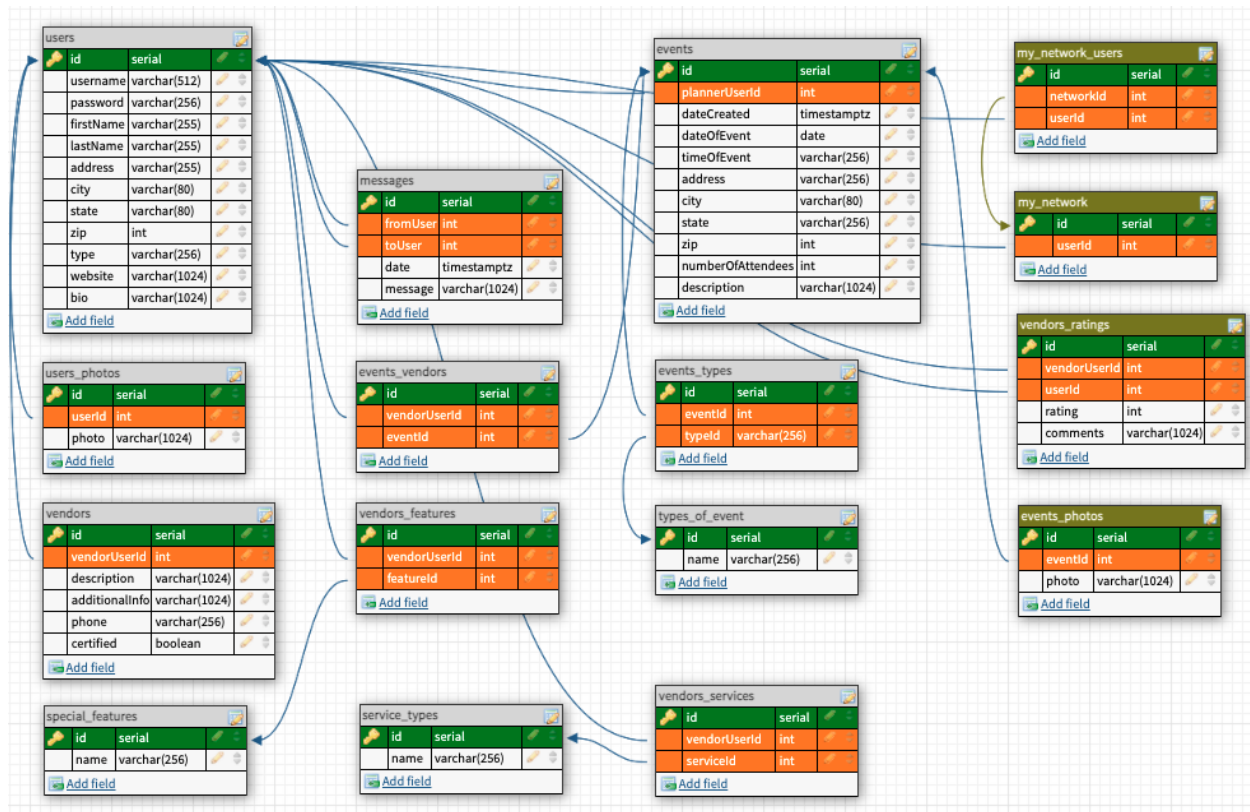 users
id serial
username varchar(512)
password varchar(256)
firstName varchar(255)
lastName varchar(255)
address varchar(255)
city varchar(80)
state varchar(80)
zip int
type varchar(256)
website varchar(1024)
bio varchar(1024)
Add field
users_photos
id serial
userId int
photo varchar(1024)
Add field
vendors
id serial
vendorUserId int
description varchar(1024)
additionalInfo varchar(1024)
phone varchar(256)
certified boolean
Add field
special_features
id serial
name varchar(256)
Add field
messages
id serial
fromUser int
toUser int
date timestamptz
message varchar(1024)
Add field
events_vendors
id serial
vendorUserId int
eventId int
Add field
vendors_features
id serial
vendorUserId int
featureId int
Add field
service_types
id serial
name varchar(256)
Add field
events
id serial
plannerUserId int
dateCreated timestamptz
dateOfEvent date
timeOfEvent varchar(256)
address varchar(256)
city varchar(80)
state varchar(256)
zip int
numberOfAttendees int
description varchar(1024)
Add field
events_types
id serial
eventId int
typeId varchar(256)
Add field
types_of_event
id serial
name varchar(256)
Add field
vendors_services
id serial
vendorUserId int
serviceId int
Add field
my_network_users
id serial
networkId int
userId int
Add field
my_network
id serial
userId int
Add field
vendors_ratings
id serial
vendorUserId int
userId int
rating int
comments varchar(1024)
Add field
events_photos
id serial
eventId int
photo varchar(1024)
Add field